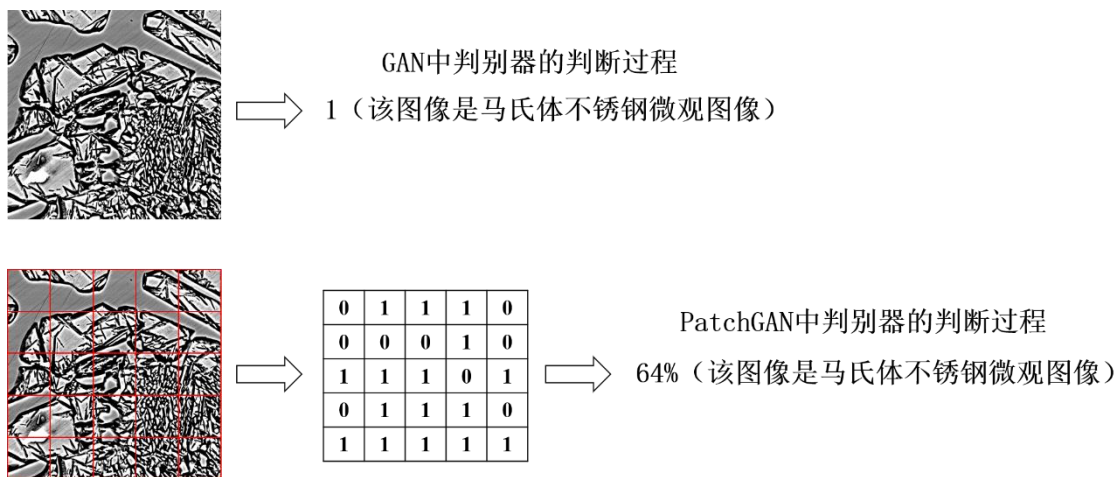 GAN中判别器的判断过程
1（该图像是马氏体不锈钢微观图像）
0 1 1 1 0
0 0 0 1 0
1 1 1 0 1
0 1 1 1 0
1 1 1 1 1
PatchGAN中判别器的判断过程
64%（该图像是马氏体不锈钢微观图像）